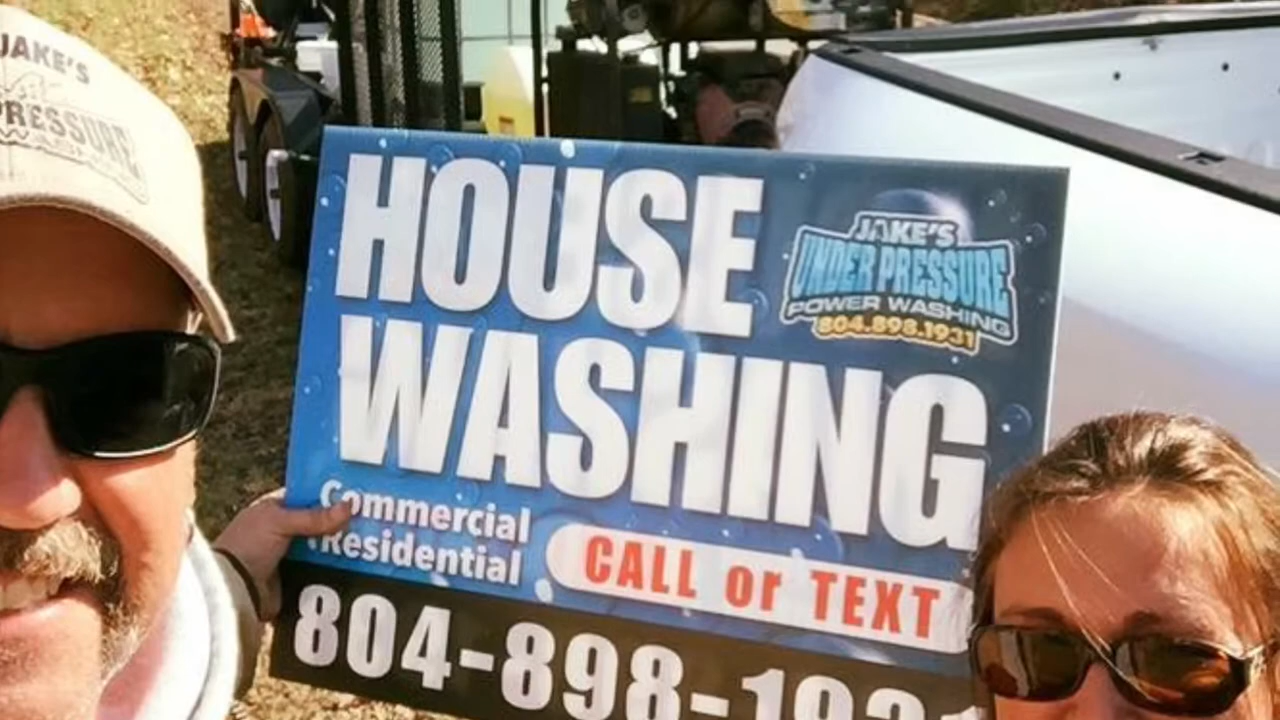 JAKE'S
PRESSURE
HOUSE
WASHING
JAKE'S
UNDER PRESSURE
POWER WASHING
804.898.1931
Commercial
Residential
CALL or TEXT
804-898-193